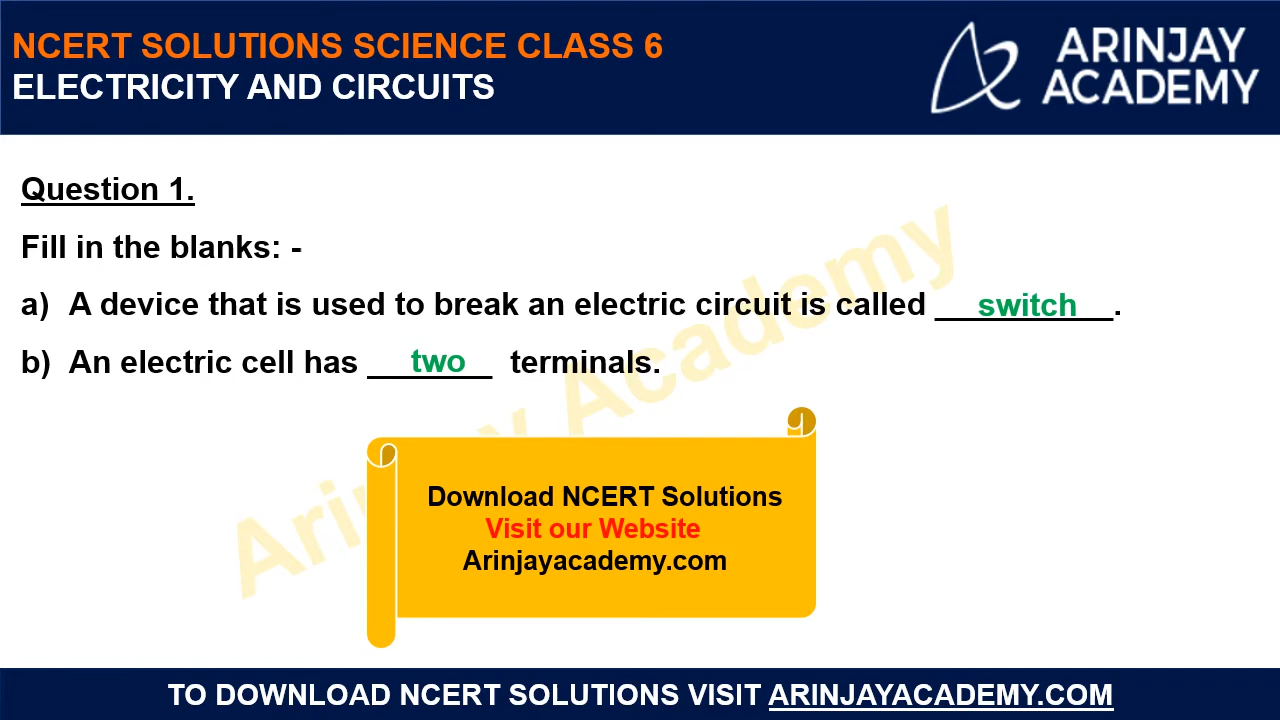 NCERT SOLUTIONS SCIENCE CLASS 6
ELECTRICITY AND CIRCUITS
ARINJAY
ACADEMY
Question 1.
Fill in the blanks: -
a) A device that is used to break an electric circuit is called switch.
b) An electric cell has two terminals.
Arinjay Academy
Download NCERT Solutions
Visit our Website
Arinjayacademy.com
TO DOWNLOAD NCERT SOLUTIONS VISIT ARINJAYACADEMY.COM